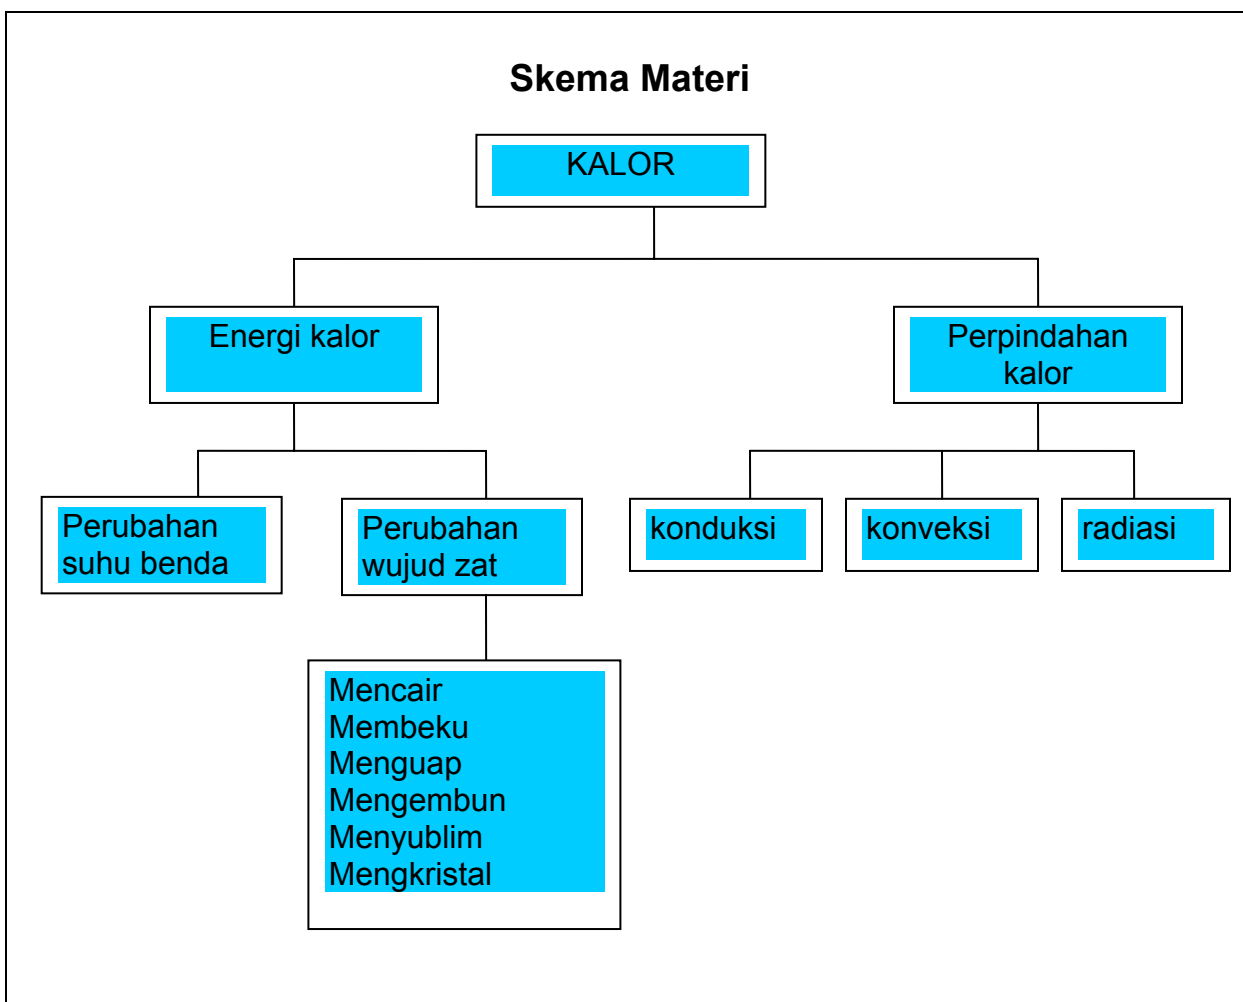 Skema Materi
KALOR
Energi kalor
Perpindahan
kalor
Perubahan
suhu benda
Perubahan
wujud zat
konduksi
konveksi
radiasi
Mencair
Membeku
Menguap
Mengembun
Menyublim
Mengkristal